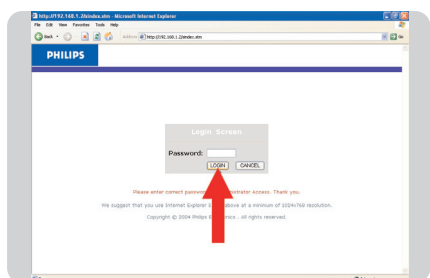 http://192.168.1.2/index.stm - Microsoft Internet Explorer
File Edit View Favorites Tools Help
Back
Address http://192.168.1.2/index.stm
Go
PHILIPS
Login Screen
Password:
LOGIN CANCEL
Please enter correct password Administrator Access. Thank you.
We suggest that you use Internet Explorer above at a minimum of 1024x768 resolution.
Copyright © 2004 Philips - All rights reserved.